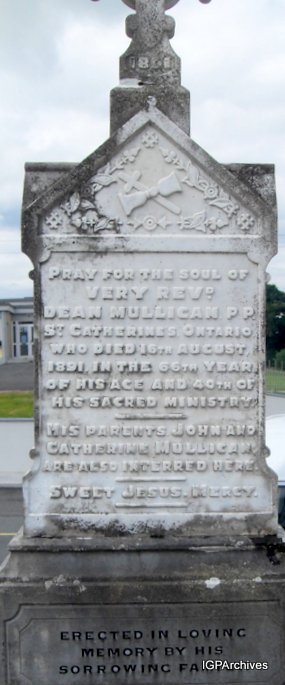 1891
PRAY FOR THE SOUL OF
VERY REVD
DEAN MULLIGAN P.P.
ST CATHERINES ONTARIO
WHO DIED 16TH AUGUST,
1891, IN THE 66TH YEAR
OF HIS AGE AND 40TH OF
HIS SACRED MINISTRY
HIS PARENTS JOHN AND
CATHERINE MULLIGAN
ARE ALSO INTERRED HERE.
SWEET JESUS. MERCY.
ERECTED IN LOVING
MEMORY BY HIS
SORROWING
IGPArchives